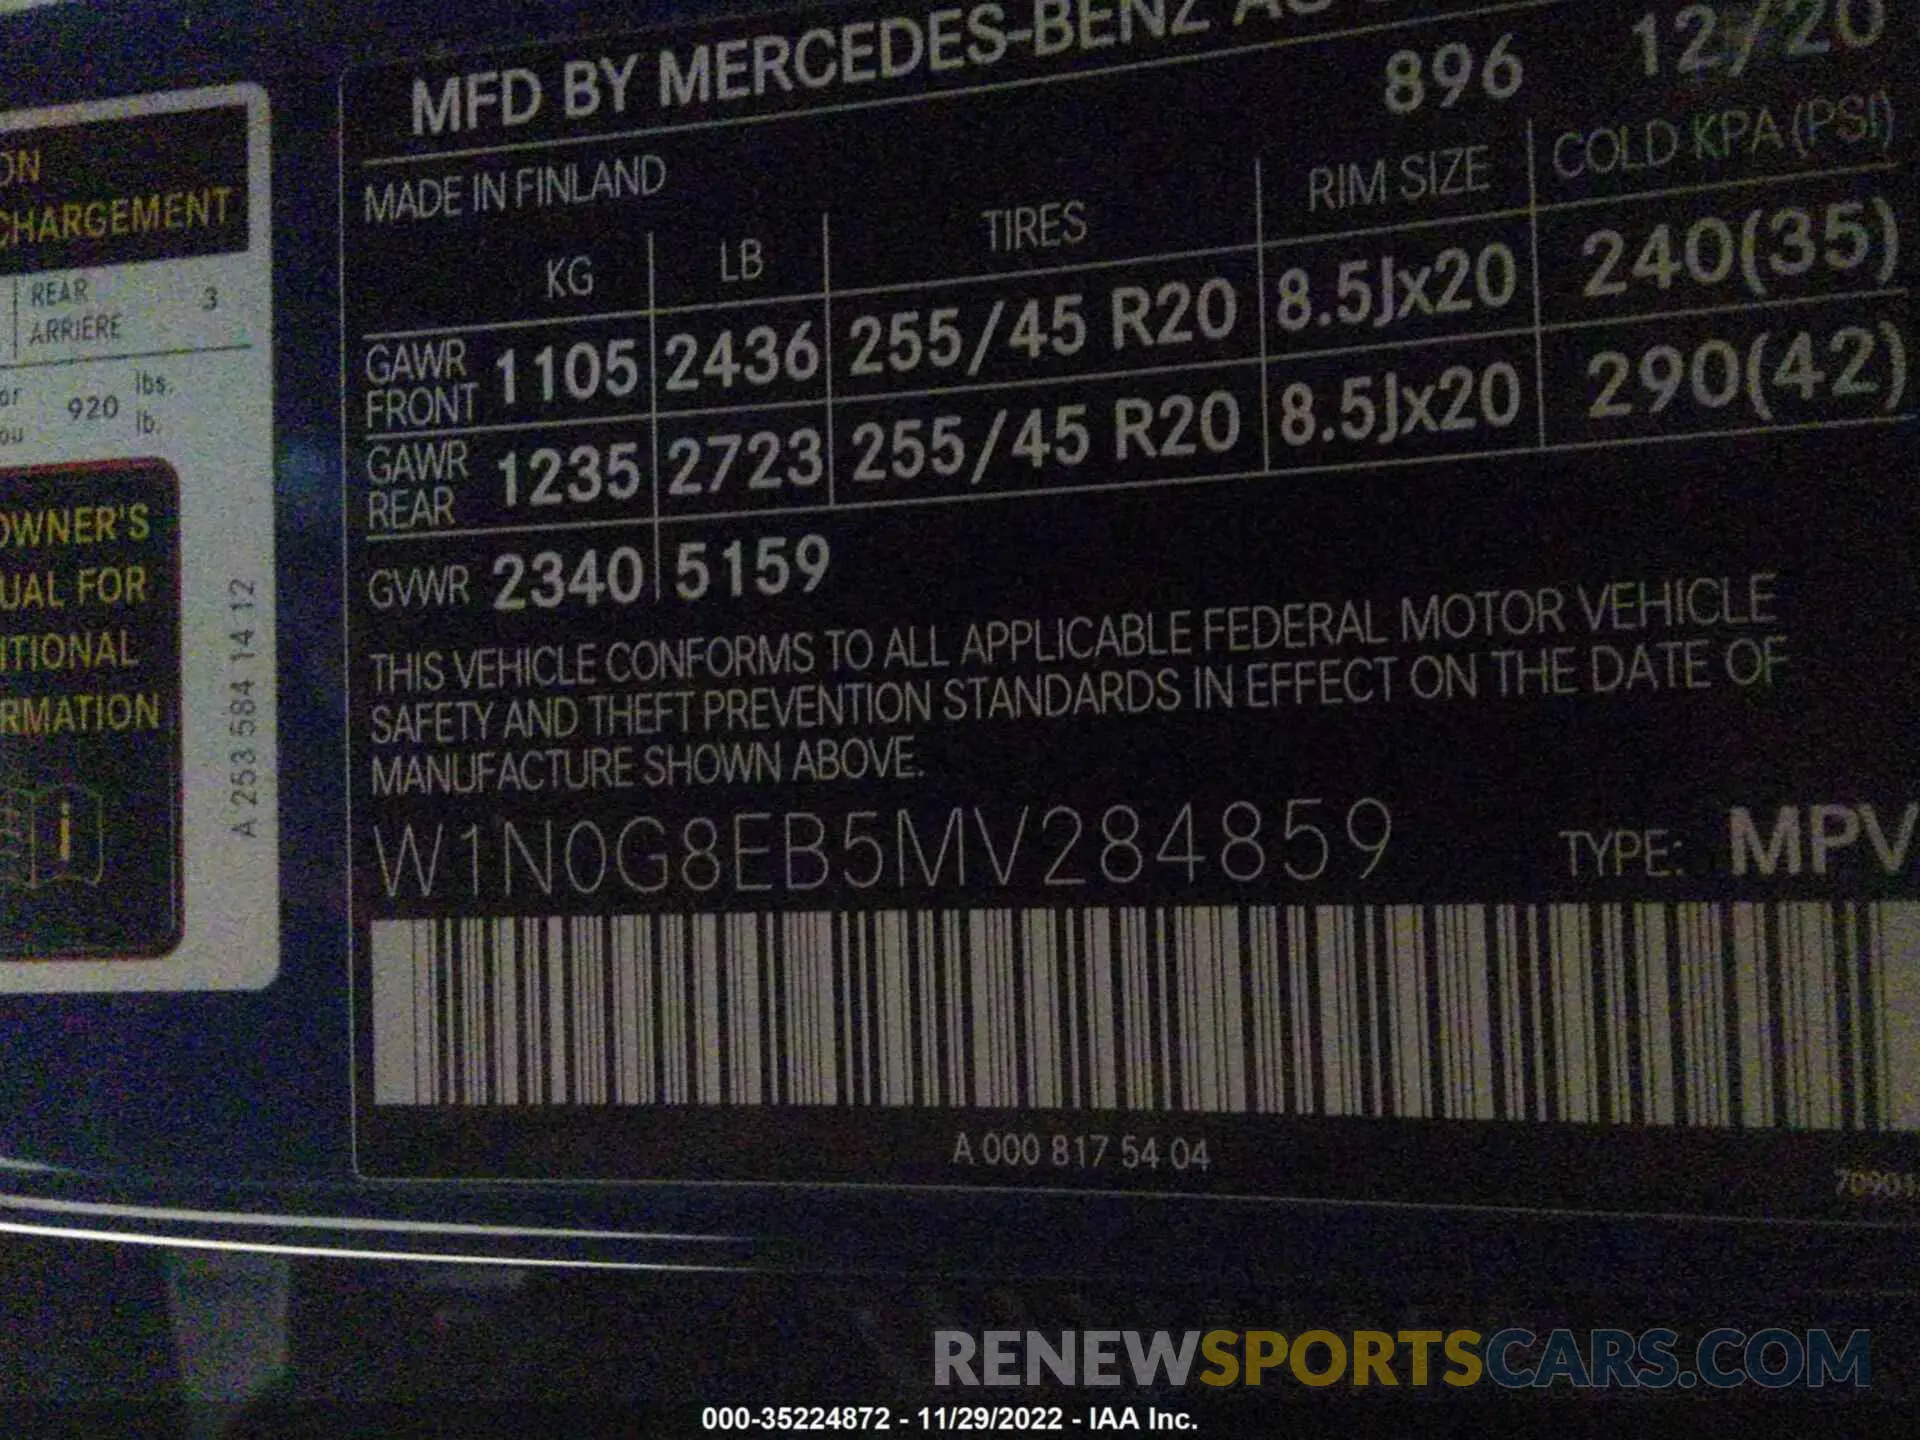 ON
CHARGEMENT
REAR 3
ARRIERE
or 920 lbs.
ou lb.
OWNER'S
UAL FOR
ITIONAL
RMATION
i
A 253 584 14 12
MFD BY MERCEDES-BENZ AG
896 12/20
MADE IN FINLAND
KG LB TIRES RIM SIZE COLD KPA (PSI)
GAWR FRONT 1105 2436 255/45 R20 8.5Jx20 240(35)
GAWR REAR 1235 2723 255/45 R20 8.5Jx20 290(42)
GVWR 2340 5159
THIS VEHICLE CONFORMS TO ALL APPLICABLE FEDERAL MOTOR VEHICLE
SAFETY AND THEFT PREVENTION STANDARDS IN EFFECT ON THE DATE OF
MANUFACTURE SHOWN ABOVE.
W1N0G8EB5MV284859 TYPE: MPV
A 000 817 54 04
RENEWSPORTSCARS.COM
000-35224872 - 11/29/2022 - IAA Inc.